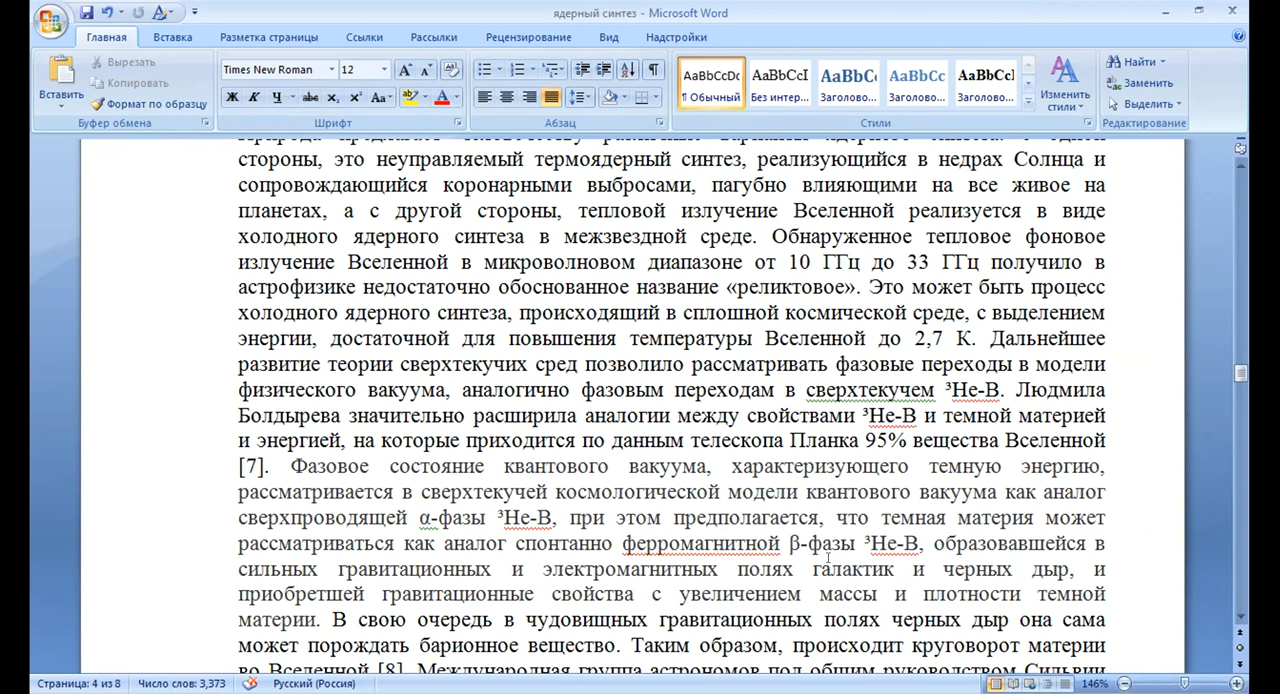 ядерный синтез - Microsoft Word
Главная Вставка Разметка страницы Ссылки Рассылки Рецензирование Вид Надстройки
Вставить
Вырезать
Копировать
Формат по образцу
Буфер обмена
Times New Roman 12
Шрифт
Абзац
AaBbCcDc AaBbCcI AaBbCc AaBbCc AaBbCcl
¶ Обычный Без интер... Заголово... Заголово... Заголово...
Изменить стили
Стили
Найти
Заменить
Выделить
Редактирование
стороны, это неуправляемый термоядерный синтез, реализующийся в недрах Солнца и
сопровождающийся коронарными выбросами, пагубно влияющими на все живое на
планетах, а с другой стороны, тепловой излучение Вселенной реализуется в виде
холодного ядерного синтеза в межзвездной среде. Обнаруженное тепловое фоновое
излучение Вселенной в микроволновом диапазоне от 10 ГГц до 33 ГГц получило в
астрофизике недостаточно обоснованное название «реликтовое». Это может быть процесс
холодного ядерного синтеза, происходящий в сплошной космической среде, с выделением
энергии, достаточной для повышения температуры Вселенной до 2,7 К. Дальнейшее
развитие теории сверхтекучих сред позволило рассматривать фазовые переходы в модели
физического вакуума, аналогично фазовым переходам в сверхтекучем ³He-B. Людмила
Болдырева значительно расширила аналогии между свойствами ³He-B и темной материей
и энергией, на которые приходится по данным телескопа Планка 95% вещества Вселенной
[7]. Фазовое состояние квантового вакуума, характеризующего темную энергию,
рассматривается в сверхтекучей космологической модели квантового вакуума как аналог
сверхпроводящей α-фазы ³He-B, при этом предполагается, что темная материя может
рассматриваться как аналог спонтанно ферромагнитной β-фазы ³He-B, образовавшейся в
сильных гравитационных и электромагнитных полях галактик и черных дыр, и
приобретшей гравитационные свойства с увеличением массы и плотности темной
материи. В свою очередь в чудовищных гравитационных полях черных дыр она сама
может порождать барионное вещество. Таким образом, происходит круговорот материи
во Вселенной [8]. Международная группа астрономов под общим руководством Сильвии
Страница: 4 из 8 Число слов: 3,373 Русский (Россия) 146%